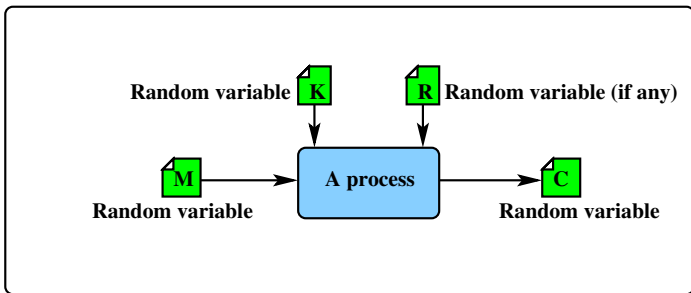 Random variable K
R Random variable (if any)
M
A process
C
Random variable
Random variable